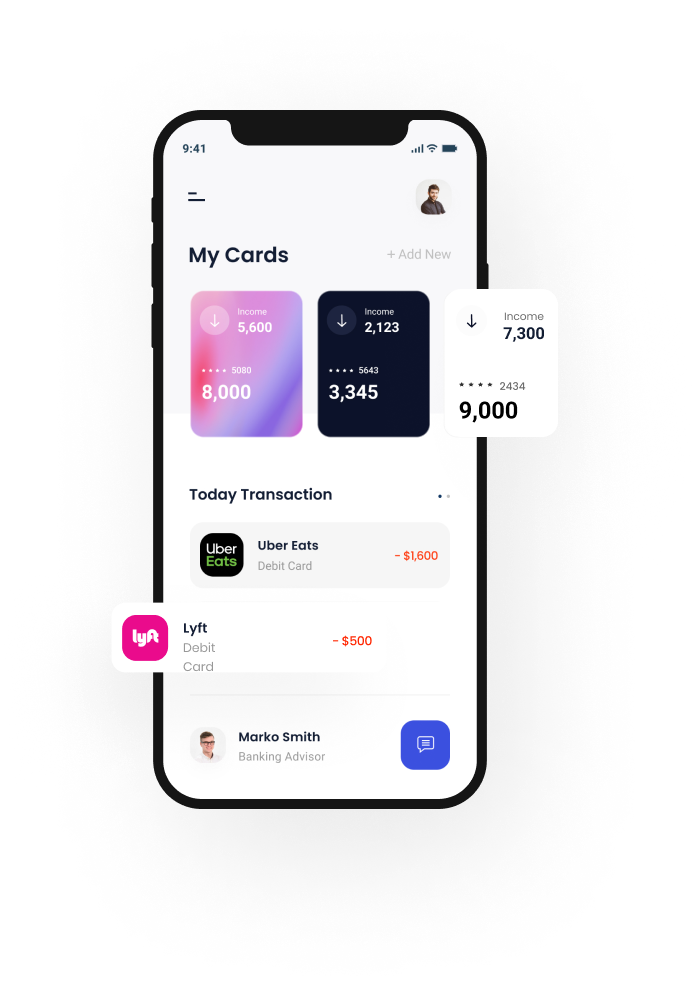 9:41
My Cards
+ Add New
Income
5,600
**** 5080
8,000
Income
2,123
**** 5643
3,345
Income
7,300
**** 2434
9,000
Today Transaction
Uber
Eats
Uber Eats
Debit Card
- $1,600
lyft
Lyft
Debit
Card
- $500
Marko Smith
Banking Advisor